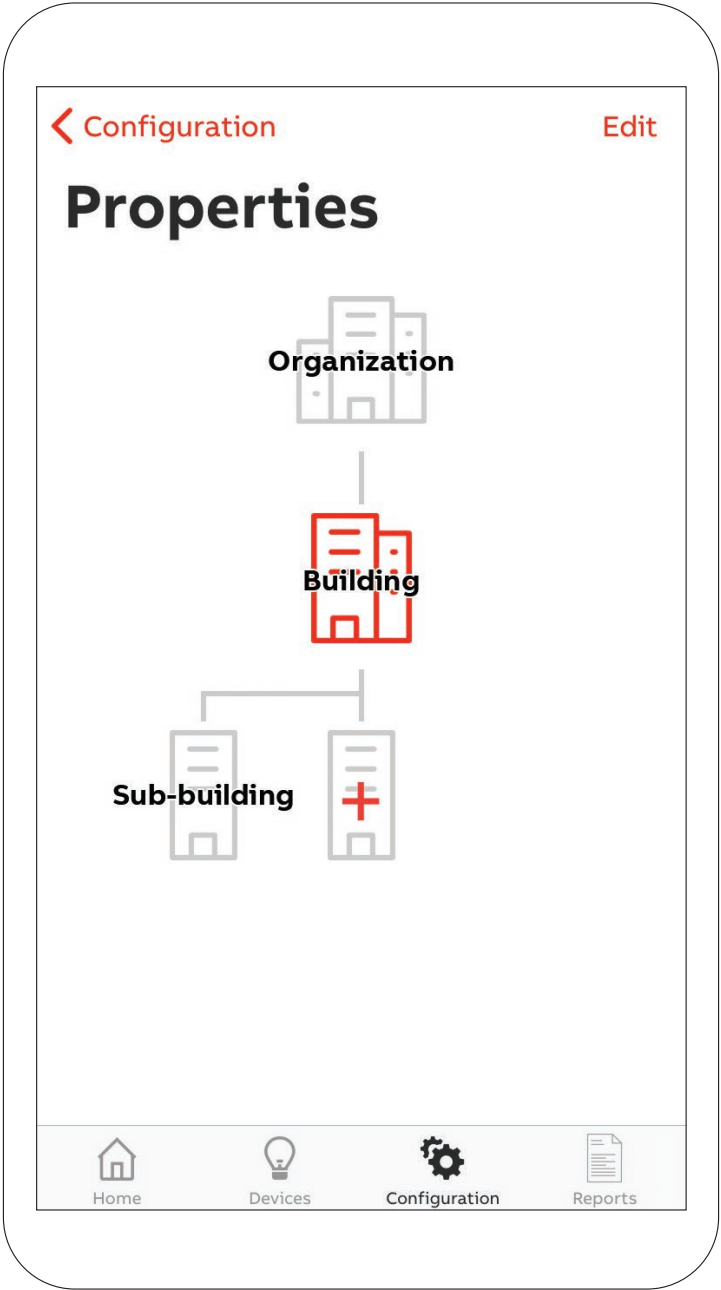 Configuration
Edit
Properties
Organization
Building
Sub-building
Home
Devices
Configuration
Reports